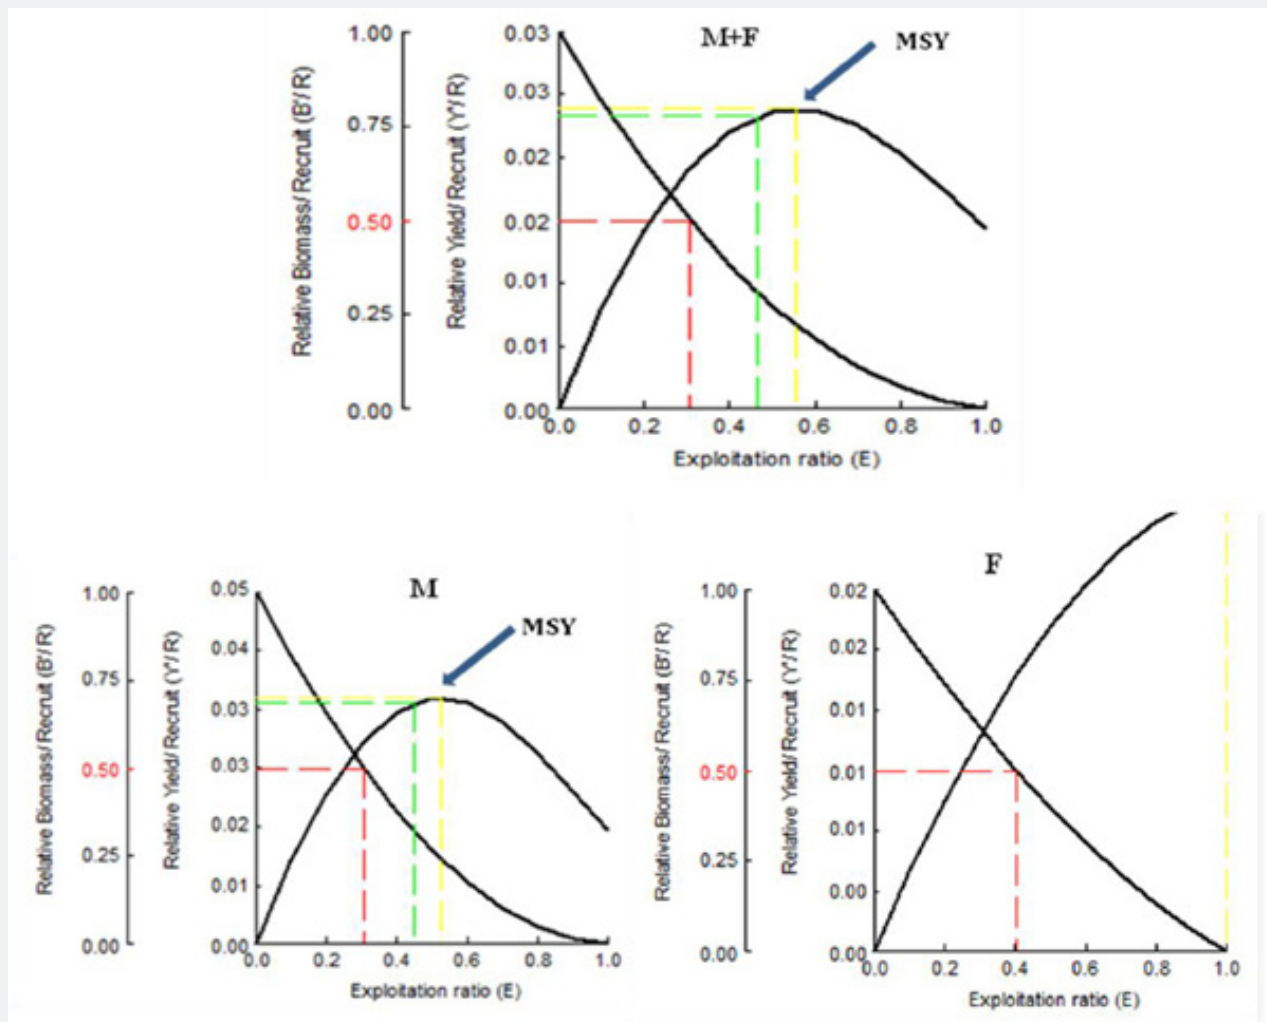 M+F
MSY
Relative Biomass/Recruit (B'/R)
1.00
0.75
0.50
0.25
0.00
Relative Yield/Recruit (Y'/R)
0.03
0.03
0.02
0.02
0.01
0.01
0.00
0.0 0.2 0.4 0.6 0.8 1.0
Exploitation ratio (E)
M
MSY
Relative Biomass/Recruit (B'/R)
1.00
0.75
0.50
0.25
0.00
Relative Yield/Recruit (Y'/R)
0.05
0.04
0.03
0.03
0.02
0.01
0.00
0.0 0.2 0.4 0.6 0.8 1.0
Exploitation ratio (E)
F
Relative Biomass/Recruit (B'/R)
1.00
0.75
0.50
0.25
0.00
Relative Yield/Recruit (Y'/R)
0.02
0.02
0.01
0.01
0.01
0.00
0.00
0.0 0.2 0.4 0.6 0.8 1.0
Exploitation ratio (E)